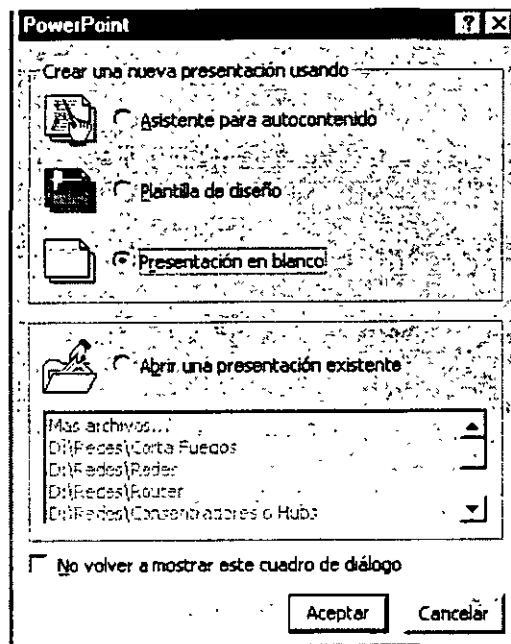 PowerPoint
Crear una nueva presentación usando
Asistente para autocontenido
Plantilla de diseño
Presentación en blanco
Abrir una presentación existente
Mas archivos...
D:\Redes\Corta Fuegos
D:\Redes\Redes
D:\Redes\Router
D:\Redes\Consentradores o Hubs
No volver a mostrar este cuadro de diálogo
Aceptar Cancelar